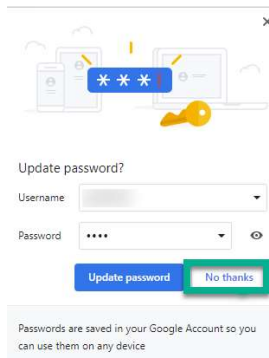 Update password?
Username
Password ••••
Update password No thanks
Passwords are saved in your Google Account so you
can use them on any device